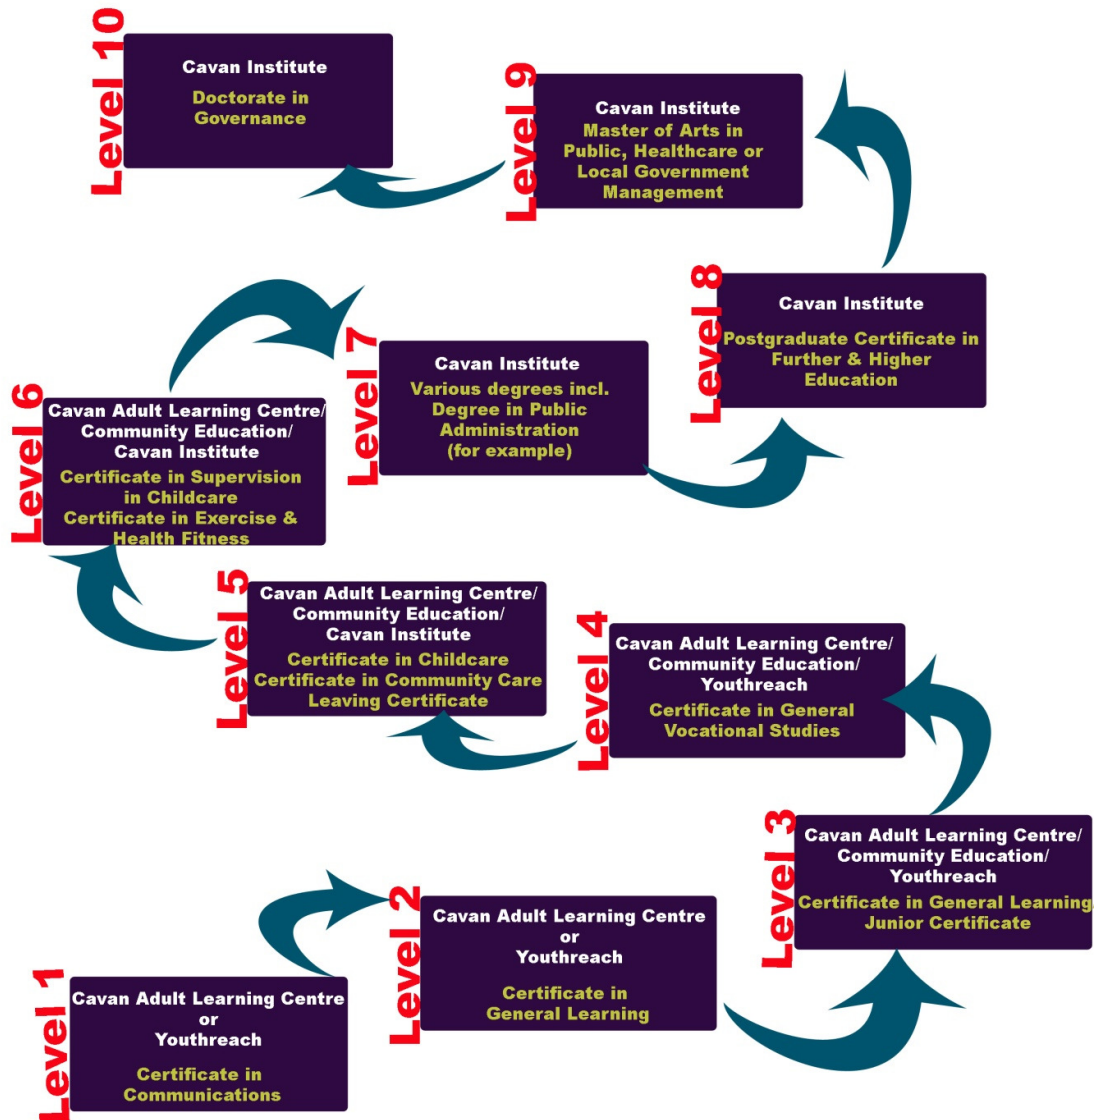 Level 10
Cavan Institute
Doctorate in
Governance
Level 9
Cavan Institute
Master of Arts in
Public, Healthcare or
Local Government
Management
Level 8
Cavan Institute
Postgraduate Certificate in
Further & Higher
Education
Level 7
Cavan Institute
Various degrees incl.
Degree in Public
Administration
(for example)
Level 6
Cavan Adult Learning Centre/
Community Education/
Cavan Institute
Certificate in Supervision
in Childcare
Certificate in Exercise &
Health Fitness
Level 5
Cavan Adult Learning Centre/
Community Education/
Cavan Institute
Certificate in Childcare
Certificate in Community Care
Leaving Certificate
Level 4
Cavan Adult Learning Centre/
Community Education/
Youthreach
Certificate in General
Vocational Studies
Level 3
Cavan Adult Learning Centre/
Community Education/
Youthreach
Certificate in General Learning
Junior Certificate
Level 2
Cavan Adult Learning Centre
or
Youthreach
Certificate in
General Learning
Level 1
Cavan Adult Learning Centre
or
Youthreach
Certificate in
Communications